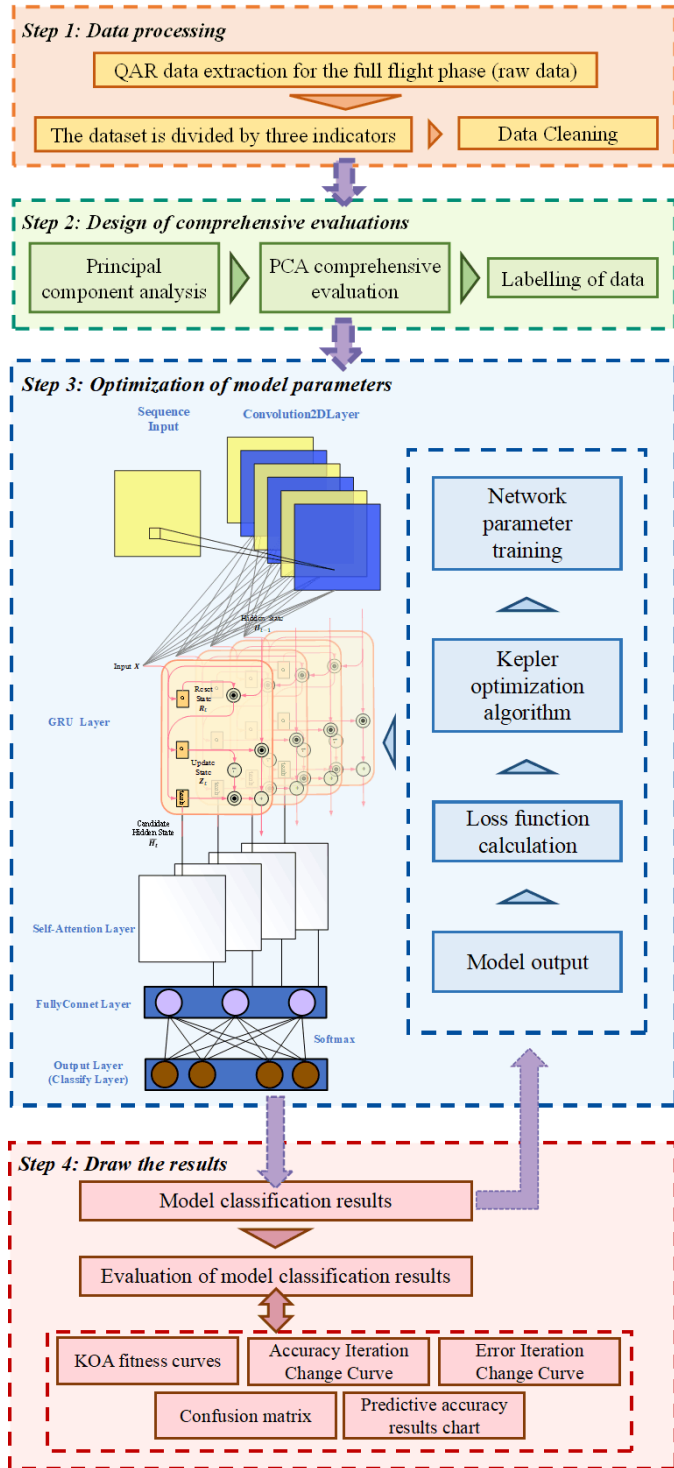 Step 1: Data processing
QAR data extraction for the full flight phase (raw data)
The dataset is divided by three indicators
Data Cleaning
Step 2: Design of comprehensive evaluations
Principal
component analysis
PCA comprehensive
evaluation
Labelling of data
Step 3: Optimization of model parameters
Sequence
Input
Convolution2DLayer
Hidden State
H t-1
Input X
Reset
State
R t
GRU Layer
Update
State
Z t
tanh
Candidate
Hidden State
H t
Self-Attention Layer
FullyConnet Layer
Softmax
Output Layer
(Classify Layer)
Network
parameter
training
Kepler
optimization
algorithm
Loss function
calculation
Model output
Step 4: Draw the results
Model classification results
Evaluation of model classification results
KOA fitness curves
Accuracy Iteration
Change Curve
Error Iteration
Change Curve
Confusion matrix
Predictive accuracy
results chart